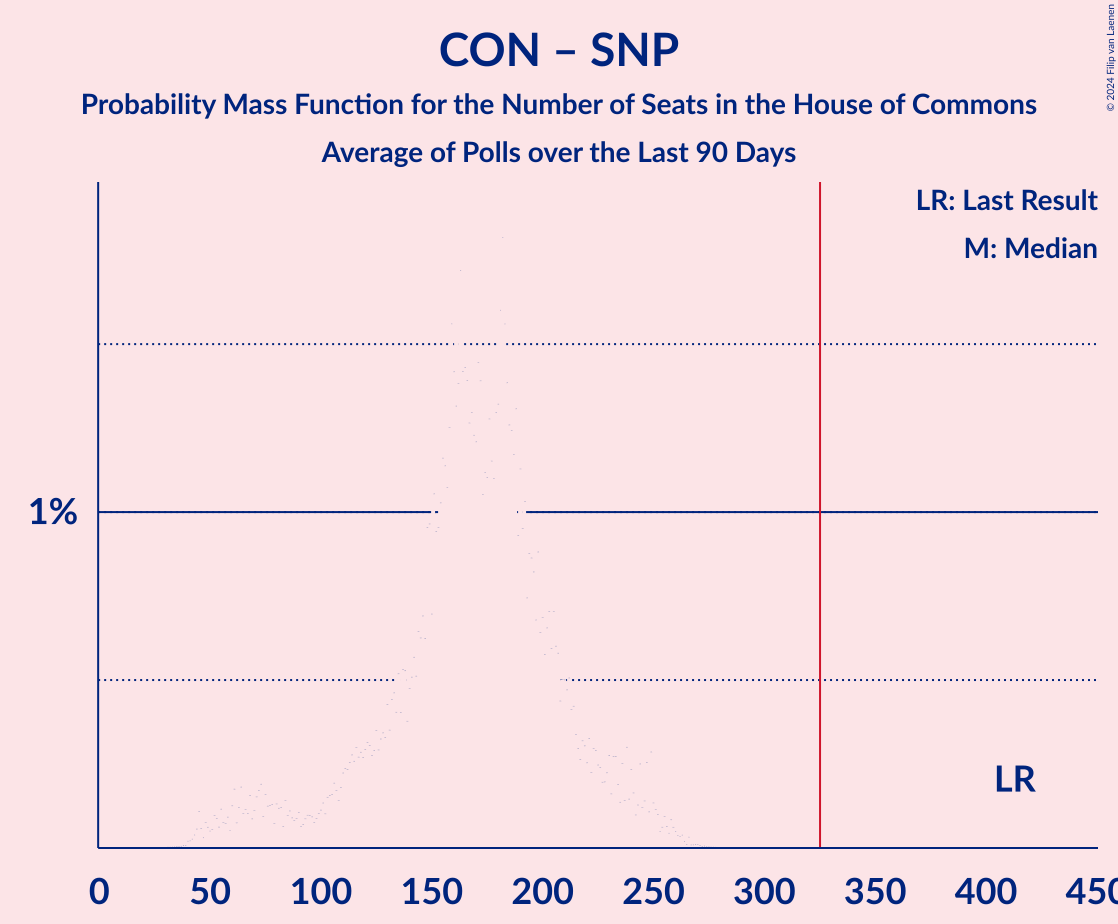 CON – SNP
Probability Mass Function for the Number of Seats in the House of Commons
Average of Polls over the Last 90 Days
© 2024 Filip van Laenen
LR: Last Result
M: Median
1%
LR
0 50 100 150 200 250 300 350 400 450